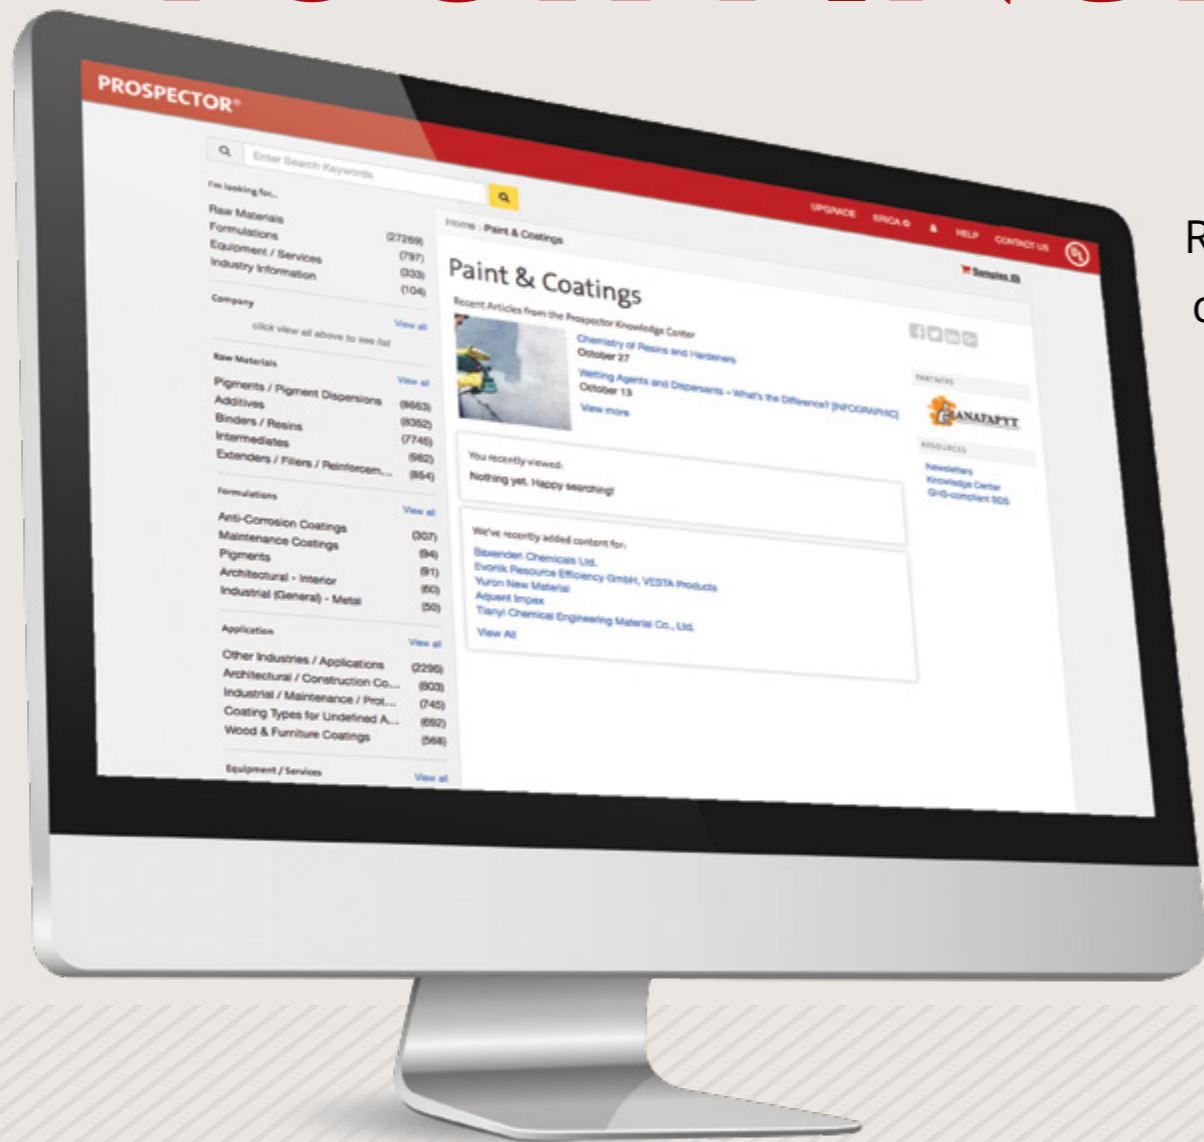 PROSPECTOR®
Enter Search Keywords
UPGRADE ERICA HELP CONTACT US UL
Samples (0)
I'm looking for...
Raw Materials (27269)
Formulations (797)
Equipment / Services (333)
Industry Information (104)
Company View all
click view all above to see list
Raw Materials View all
Pigments / Pigment Dispersions (8663)
Additives (8352)
Binders / Resins (7745)
Intermediates (982)
Extenders / Fillers / Reinforcem... (854)
Formulations View all
Anti-Corrosion Coatings (307)
Maintenance Coatings (94)
Pigments (91)
Architectural - Interior (60)
Industrial (General) - Metal (50)
Application View all
Other Industries / Applications (2296)
Architectural / Construction Co... (803)
Industrial / Maintenance / Prot... (745)
Coating Types for Undefined A... (692)
Wood & Furniture Coatings (568)
Equipment / Services View all
Home › Paint & Coatings
Paint & Coatings
Recent Articles from the Prospector Knowledge Center
Chemistry of Resins and Hardeners
October 27
Wetting Agents and Dispersants – What's the Difference? [INFOGRAPHIC]
October 13
View more
You recently viewed:
Nothing yet. Happy searching!
We've recently added content for:
Baxenden Chemicals Ltd.
Evonik Resource Efficiency GmbH, VESTA Products
Yuron New Material
Aquent Impex
Tianyi Chemical Engineering Material Co., Ltd.
View All
PARTNERS
ANATAPYT
RESOURCES
Newsletters
Knowledge Center
GHS-compliant SDS